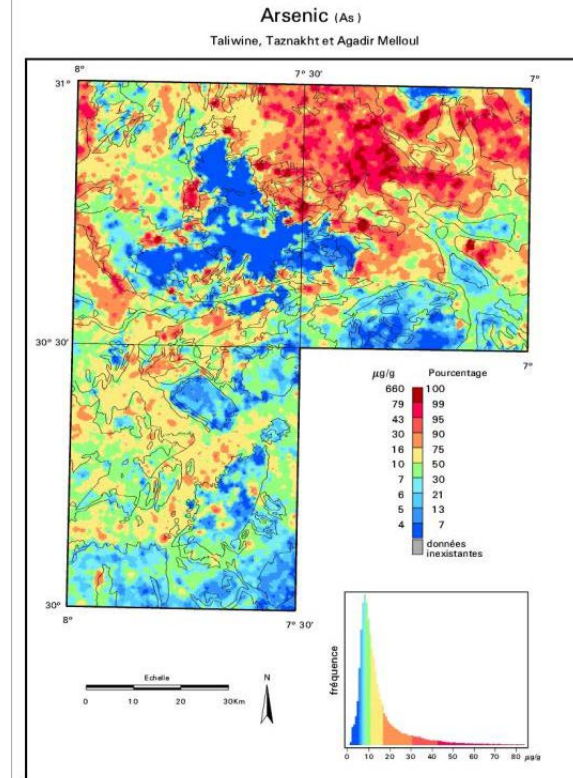 Arsenic (As)
Taliwine, Taznakht et Agadir Melloul
8° 7° 30' 7°
31°
30° 30'
7°
µg/g Pourcentage
660 100
79 99
43 95
30 90
16 75
10 50
7 30
6 21
5 13
4 7
données
inexistantes
30°
8° 7° 30'
Echelle
0 10 20 30Km
N
fréquence
0 10 20 30 40 50 60 70 80 µg/g